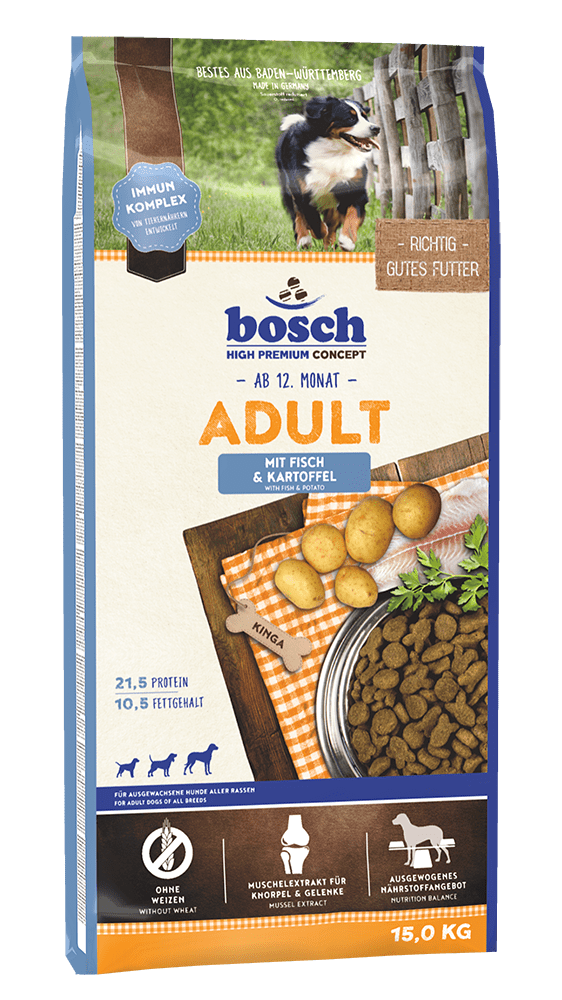 BESTES AUS BADEN-WÜRTTEMBERG
MADE IN GERMANY
IMMUN
KOMPLEX
VON TIERERNÄHRERN
ENTWICKELT
- RICHTIG -
GUTES FUTTER
bosch
HIGH PREMIUM CONCEPT
- AB 12. MONAT -
ADULT
MIT FISCH
& KARTOFFEL
WITH FISH & POTATO
KINGA
21,5 PROTEIN
10,5 FETTGEHALT
FÜR AUSGEWACHSENE HUNDE ALLER RASSEN
FOR ADULT DOGS OF ALL BREEDS
OHNE
WEIZEN
WITHOUT WHEAT
MUSCHELEXTRAKT FÜR
KNORPEL & GELENKE
MUSSEL EXTRACT
AUSGEWOGENES
NÄHRSTOFFANGEBOT
NUTRITION BALANCE
15,0 KG